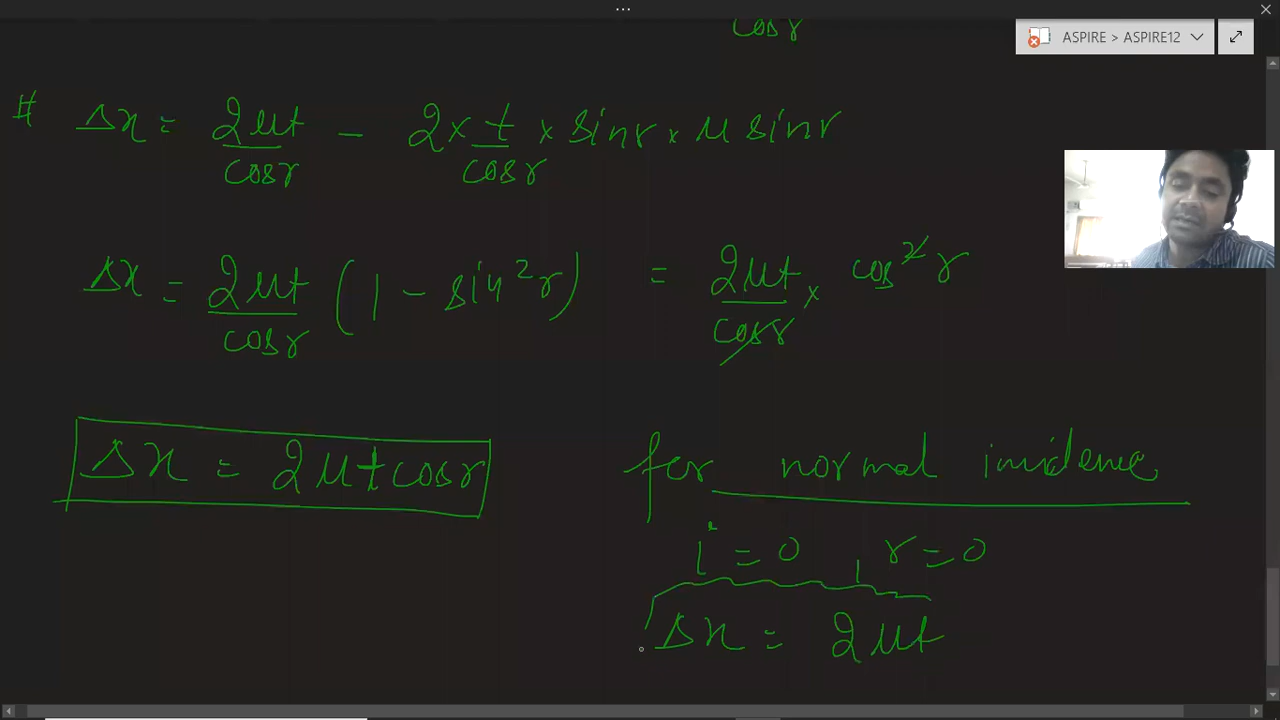 ...
ASPIRE > ASPIRE12
cosr
# Δx = 2μt/cosr - 2 × t/cosr × sinr × μ sinr
Δx = 2μt/cosr (1 - sin²r) = 2μt/cosr × cos²r
Δx = 2μt cosr
for normal incidence
i = 0, r = 0
Δx = 2μt